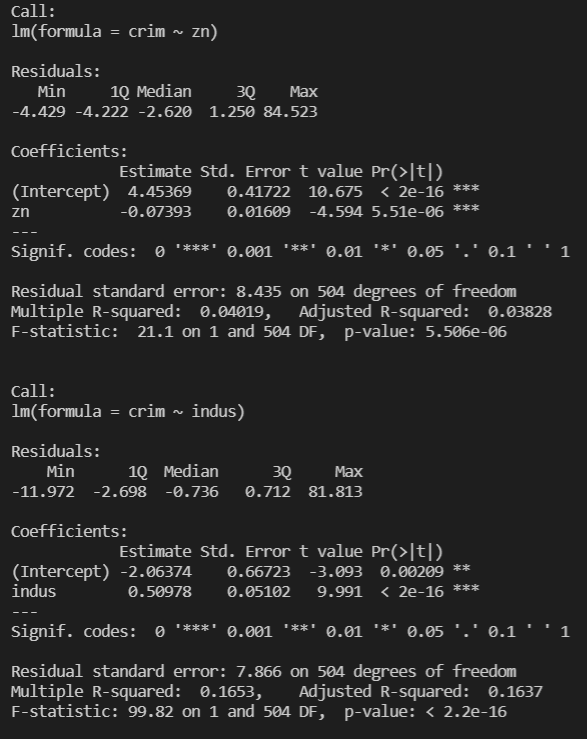 Call:
lm(formula = crim ~ zn)
Residuals:
   Min     1Q Median     3Q    Max
-4.429 -4.222 -2.620  1.250 84.523
Coefficients:
            Estimate Std. Error t value Pr(>|t|)
(Intercept)  4.45369    0.41722  10.675  < 2e-16 ***
zn          -0.07393    0.01609  -4.594 5.51e-06 ***
---
Signif. codes:  0 '***' 0.001 '**' 0.01 '*' 0.05 '.' 0.1 ' ' 1
Residual standard error: 8.435 on 504 degrees of freedom
Multiple R-squared:  0.04019,   Adjusted R-squared:  0.03828
F-statistic:  21.1 on 1 and 504 DF,  p-value: 5.506e-06
Call:
lm(formula = crim ~ indus)
Residuals:
    Min      1Q  Median      3Q     Max
-11.972  -2.698  -0.736   0.712  81.813
Coefficients:
            Estimate Std. Error t value Pr(>|t|)
(Intercept) -2.06374    0.66723  -3.093  0.00209 **
indus        0.50978    0.05102   9.991  < 2e-16 ***
---
Signif. codes:  0 '***' 0.001 '**' 0.01 '*' 0.05 '.' 0.1 ' ' 1
Residual standard error: 7.866 on 504 degrees of freedom
Multiple R-squared:  0.1653,    Adjusted R-squared:  0.1637
F-statistic: 99.82 on 1 and 504 DF,  p-value: < 2.2e-16